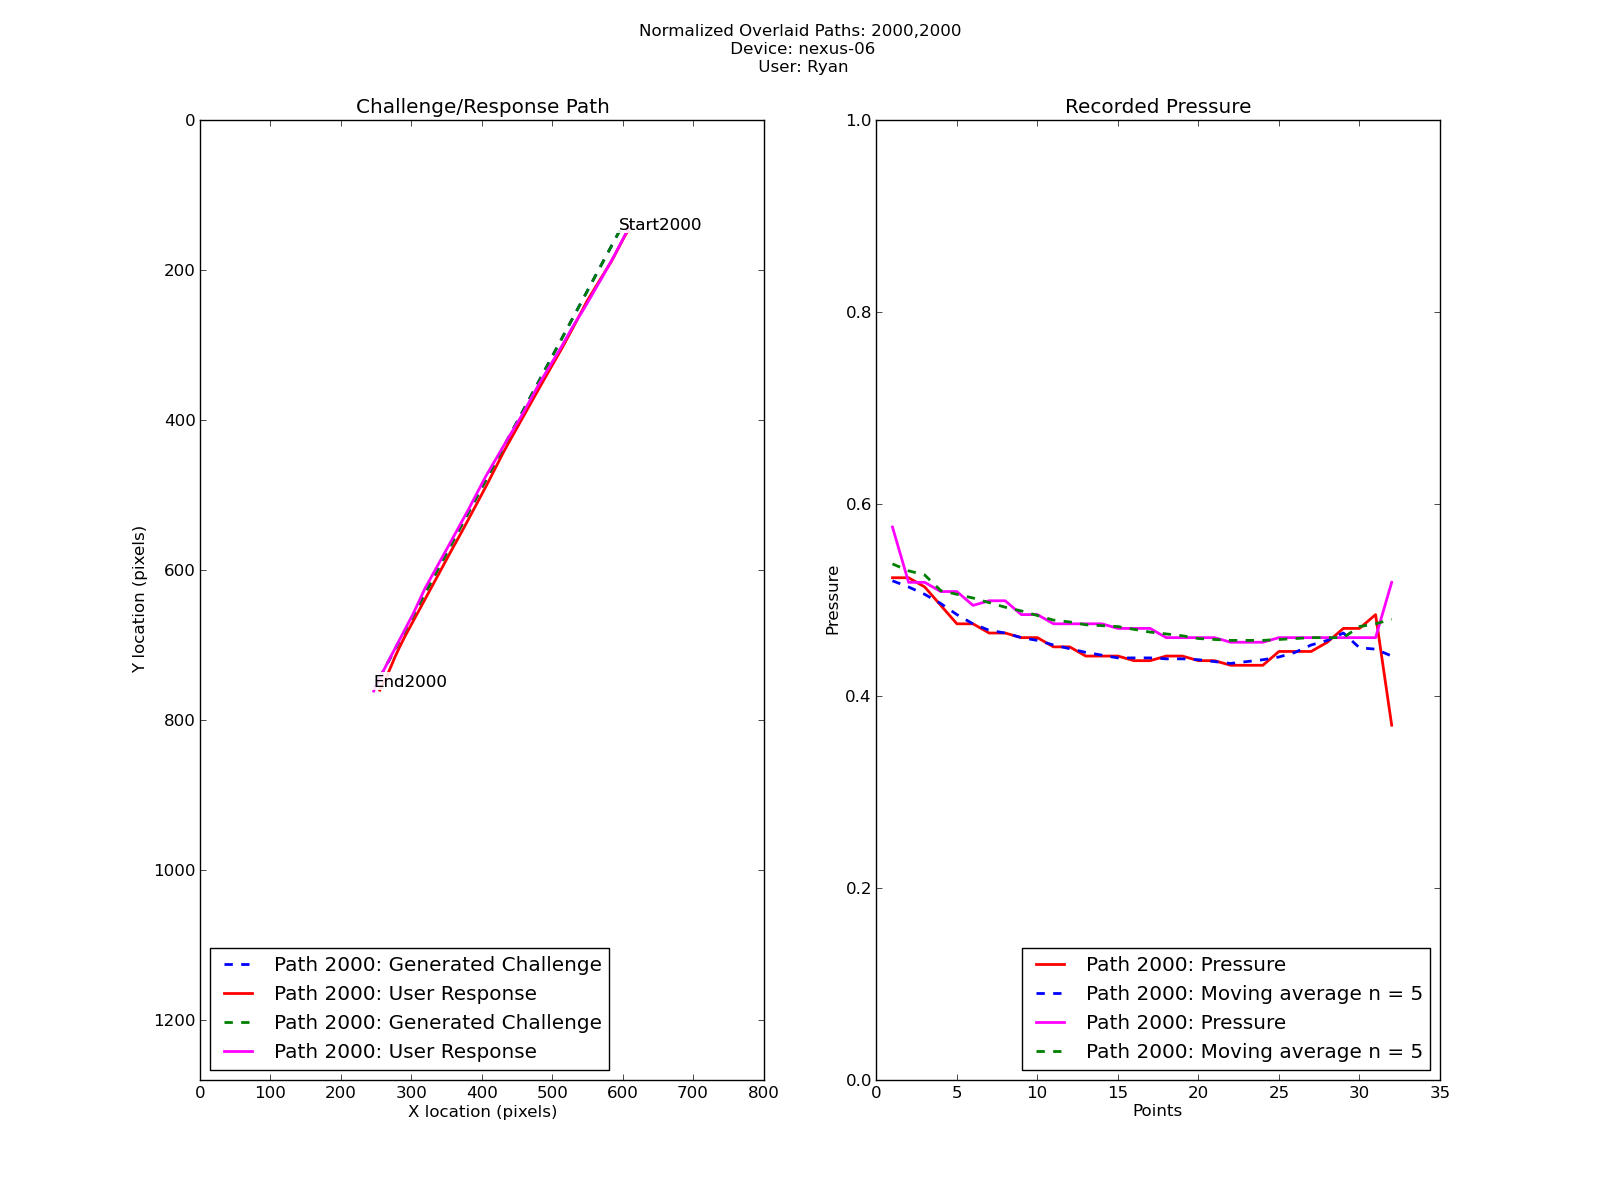 Normalized Overlaid Paths: 2000,2000
Device: nexus-06
User: Ryan
Challenge/Response Path
0
200
400
600
800
1000
1200
Y location (pixels)
Start2000
End2000
Path 2000: Generated Challenge
Path 2000: User Response
Path 2000: Generated Challenge
Path 2000: User Response
0 100 200 300 400 500 600 700 800
X location (pixels)
Recorded Pressure
1.0
0.8
0.6
0.4
0.2
0.0
Pressure
Path 2000: Pressure
Path 2000: Moving average n = 5
Path 2000: Pressure
Path 2000: Moving average n = 5
0 5 10 15 20 25 30 35
Points